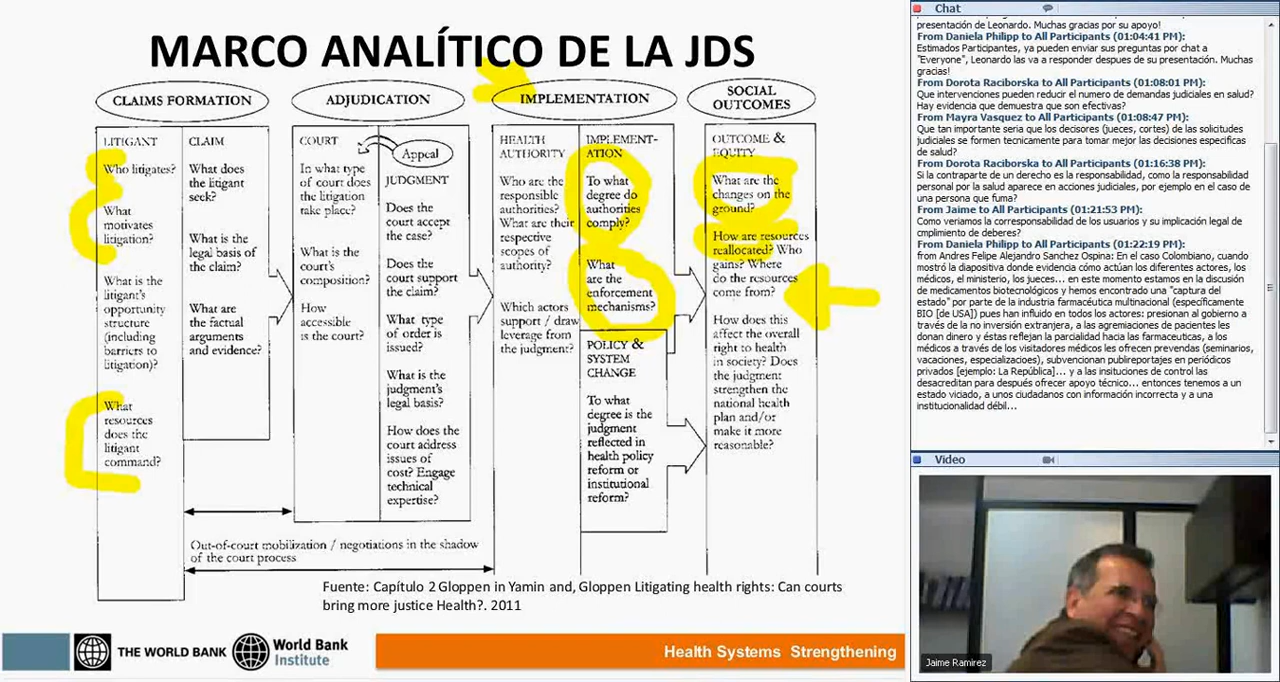 MARCO ANALÍTICO DE LA JDS
CLAIMS FORMATION
ADJUDICATION
IMPLEMENTATION
SOCIAL
OUTCOMES
LITIGANT
Who litigates?
What
motivates
litigation?
What is the
litigant's
opportunity
structure
(including
barriers to
litigation)?
What
resources
does the
litigant
command?
CLAIM
What does
the litigant
seek?
What is the
legal basis of
the claim?
What are
the factual
arguments
and evidence?
COURT
In what type
of court does
the litigation
take place?
What is the
court's
composition?
How
accessible
is the court?
Appeal
JUDGMENT
Does the
court accept
the case?
Does the
court support
the claim?
What type
of order is
issued?
What is the
judgment's
legal basis?
How does the
court address
issues of
cost? Engage
technical
expertise?
HEALTH
AUTHORITY
Who are the
responsible
authorities?
What are their
respective
scopes of
authority?
Which actors
support / draw
leverage from
the judgment?
IMPLEMENT-
ATION
To what
degree do
authorities
comply?
What
are the
enforcement
mechanisms?
POLICY &
SYSTEM
CHANGE
To what
degree is the
judgment
reflected in
health policy
reform or
institutional
reform?
OUTCOME &
EQUITY
What are the
changes on the
ground?
How are resources
reallocated? Who
gains? Where
do the resources
come from?
How does this
affect the overall
right to health
in society? Does
the judgment
strengthen the
national health
plan and/or
make it more
reasonable?
Out-of-court mobilization / negotiations in the shadow
of the court process
Fuente: Capítulo 2 Gloppen in Yamin and, Gloppen Litigating health rights: Can courts
bring more justice Health?. 2011
THE WORLD BANK
World Bank
Institute
Health Systems Strengthening
Chat
presentación de Leonardo. Muchas gracias por su apoyo!
From Daniela Philipp to All Participants (01:04:41 PM):
Estimados Participantes, ya pueden enviar sus preguntas por chat a
"Everyone", Leonardo las va a responder despues de su presentación. Muchas
gracias!
From Dorota Raciborska to All Participants (01:08:01 PM):
Que intervenciones pueden reducir el numero de demandas judiciales en salud?
Hay evidencia que demuestra que son efectivas?
From Mayra Vasquez to All Participants (01:08:47 PM):
Que tan importante seria que los decisores (jueces, cortes) de las solicitudes
judiciales se formen tecnicamente para tomar mejor las decisiones especificas
de salud?
From Dorota Raciborska to All Participants (01:16:38 PM):
Si la contraparte de un derecho es la responsabilidad, como la responsabilidad
personal por la salud aparece en acciones judiciales, por ejemplo en el caso de
una persona que fuma?
From Jaime to All Participants (01:21:53 PM):
Como veriamos la corresponsabilidad de los usuarios y su implicación legal de
cmplimiento de deberes?
From Daniela Philipp to All Participants (01:22:19 PM):
from Andres Felipe Alejandro Sanchez Ospina: En el caso Colombiano, cuando
mostró la diapositiva donde evidencia cómo actúan los diferentes actores, los
médicos, el ministerio, los jueces... en este momento estamos en la discusión
de medicamentos biotecnológicos y hemos encontrado una "captura del
estado" por parte de la industria farmacéutica multinacional (específicamente
BIO [de USA]) pues han influido en todos los actores: presionan al gobierno a
través de la no inversión extranjera, a las agremiaciones de pacientes les
donan dinero y éstas reflejan la parcialidad hacia las farmaceuticas, a los
médicos a través de los visitadores médicos les ofrecen prevendas (seminarios,
vacaciones, especializaciones), subvencionan publireportajes en periódicos
privados [ejemplo: La República]... y a las insituciones de control las
desacreditan para después ofrecer apoyo técnico... entonces tenemos a un
estado viciado, a unos ciudadanos con información incorrecta y a una
institucionalidad débil...
Video
Jaime Ramirez